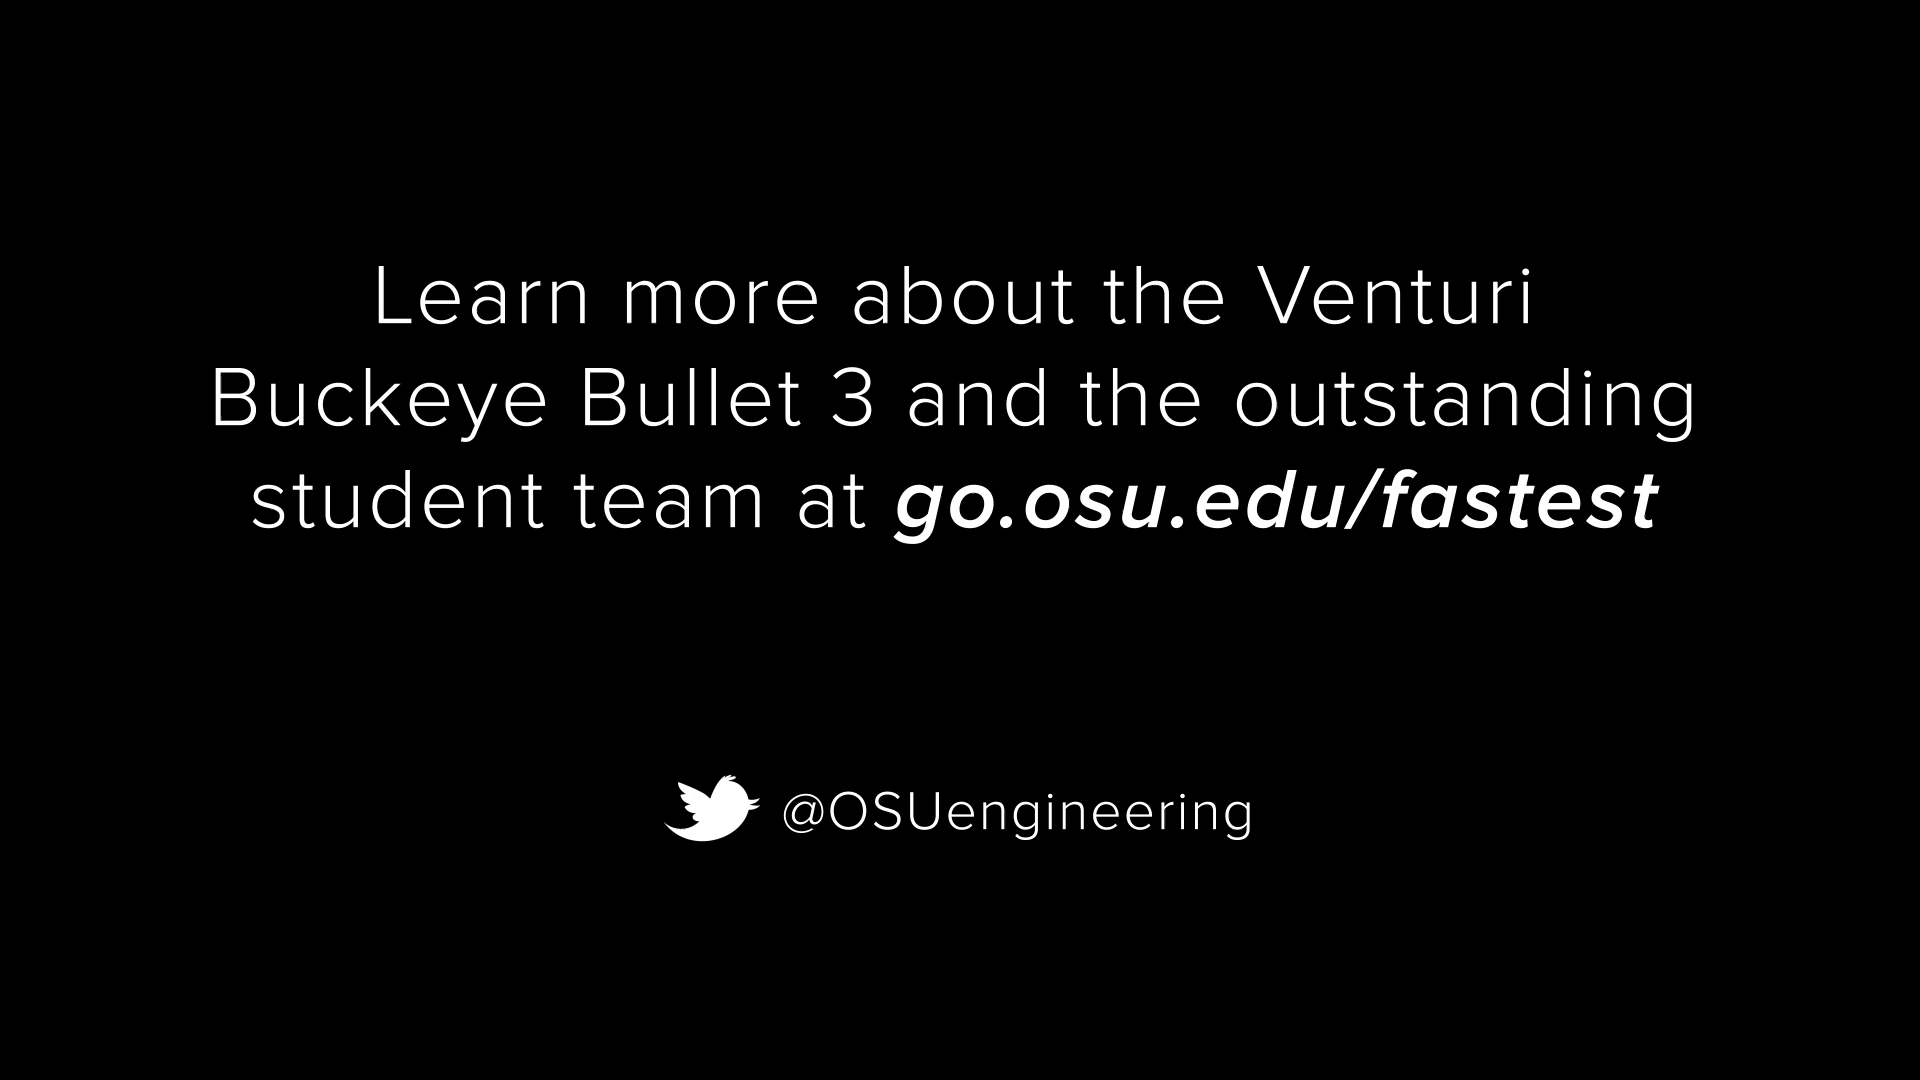 Learn more about the Venturi
Buckeye Bullet 3 and the outstanding
student team at go.osu.edu/fastest
@OSUengineering